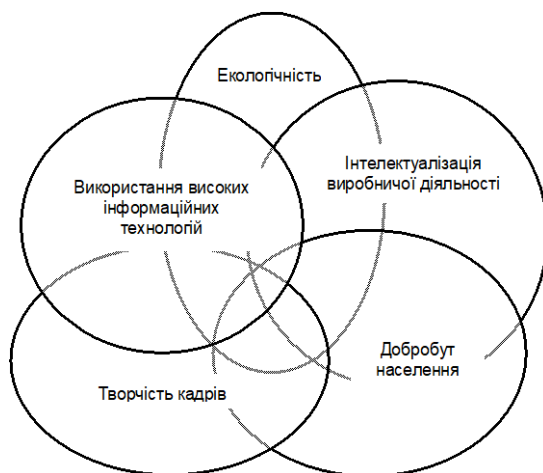 Екологічність
Інтелектуалізація
виробничої діяльності
Використання високих
інформаційних
технологій
Добробут
населення
Творчість кадрів